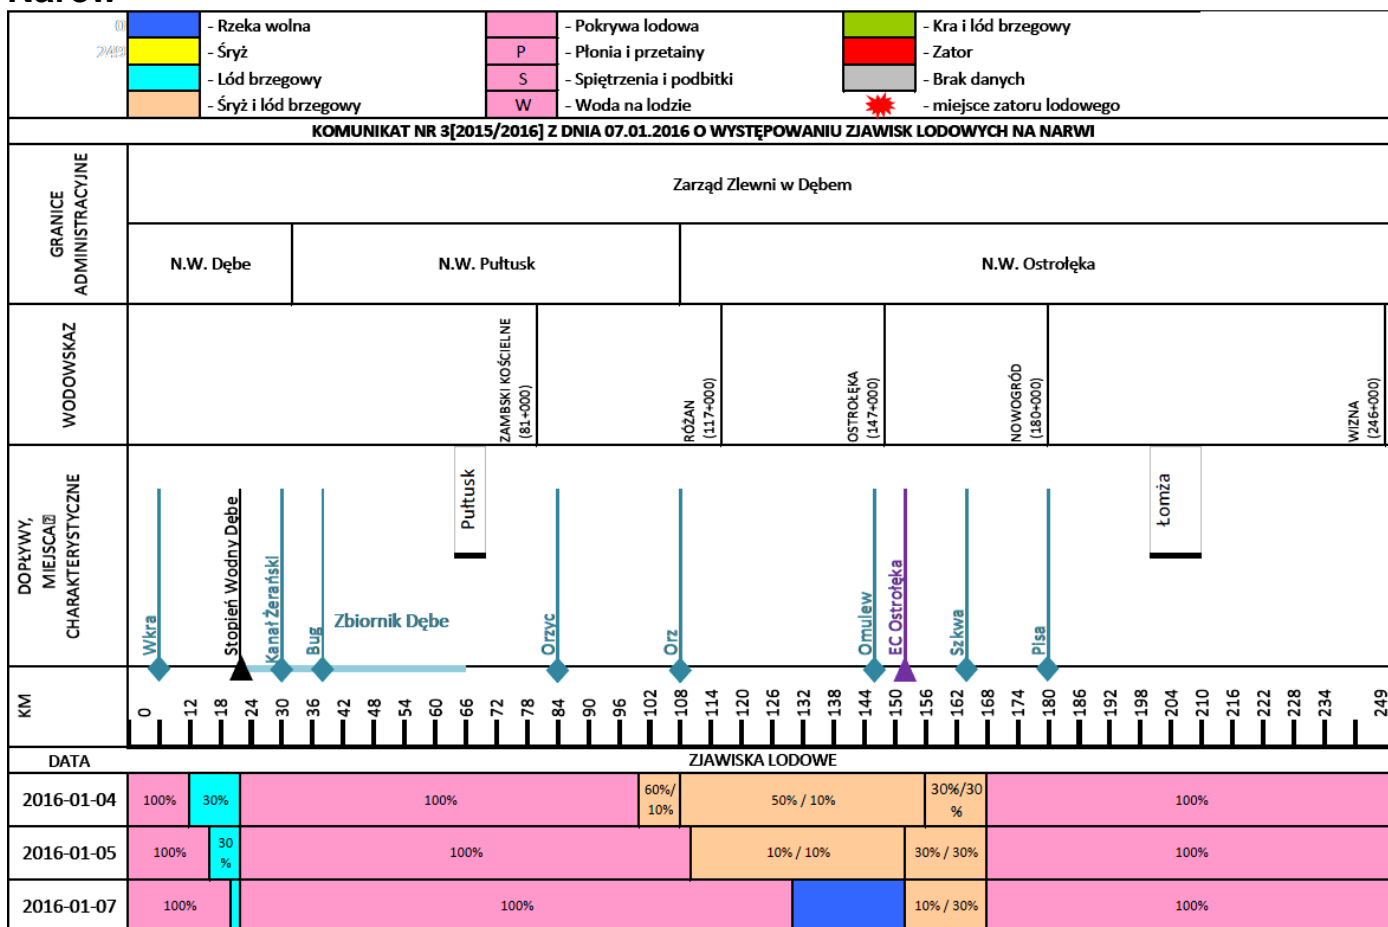 0
249
- Rzeka wolna
- Śryż
- Lód brzegowy
- Śryż i lód brzegowy
- Pokrywa lodowa
P - Płonia i przetainy
S - Spiętrzenia i podbitki
W - Woda na lodzie
- Kra i lód brzegowy
- Zator
- Brak danych
- miejsce zatoru lodowego
KOMUNIKAT NR 3[2015/2016] Z DNIA 07.01.2016 O WYSTĘPOWANIU ZJAWISK LODOWYCH NA NARWI
GRANICE
ADMINISTRACYJNE
Zarząd Zlewni w Dębem
N.W. Dębe
N.W. Pułtusk
N.W. Ostrołęka
WODOWSKAZ
ZAMBSKI KOŚCIELNE
(81+000)
RÓŻAN
(117+000)
OSTROŁĘKA
(147+000)
NOWOGRÓD
(180+000)
WIZNA
(246+000)
DOPŁYWY,
MIEJSCA
CHARAKTERYSTYCZNE
Wkra
Stopień Wodny Dębe
Kanał Żerański
Bug
Zbiornik Dębe
Pułtusk
Orzyc
Orz
Omulew
EC Ostrołęka
Szkwa
Pisa
Łomża
KM
0 12 18 24 30 36 42 48 54 60 66 72 78 84 90 96 102 108 114 120 126 132 138 144 150 156 162 168 174 180 186 192 198 204 210 216 222 228 234 249
DATA
ZJAWISKA LODOWE
2016-01-04 100% 30% 100% 60%/ 50% / 10% 30%/30 100%
10% %
2016-01-05 100% 30 100% 10% / 10% 30% / 30% 100%
%
2016-01-07 100% 100% 10% / 30% 100%